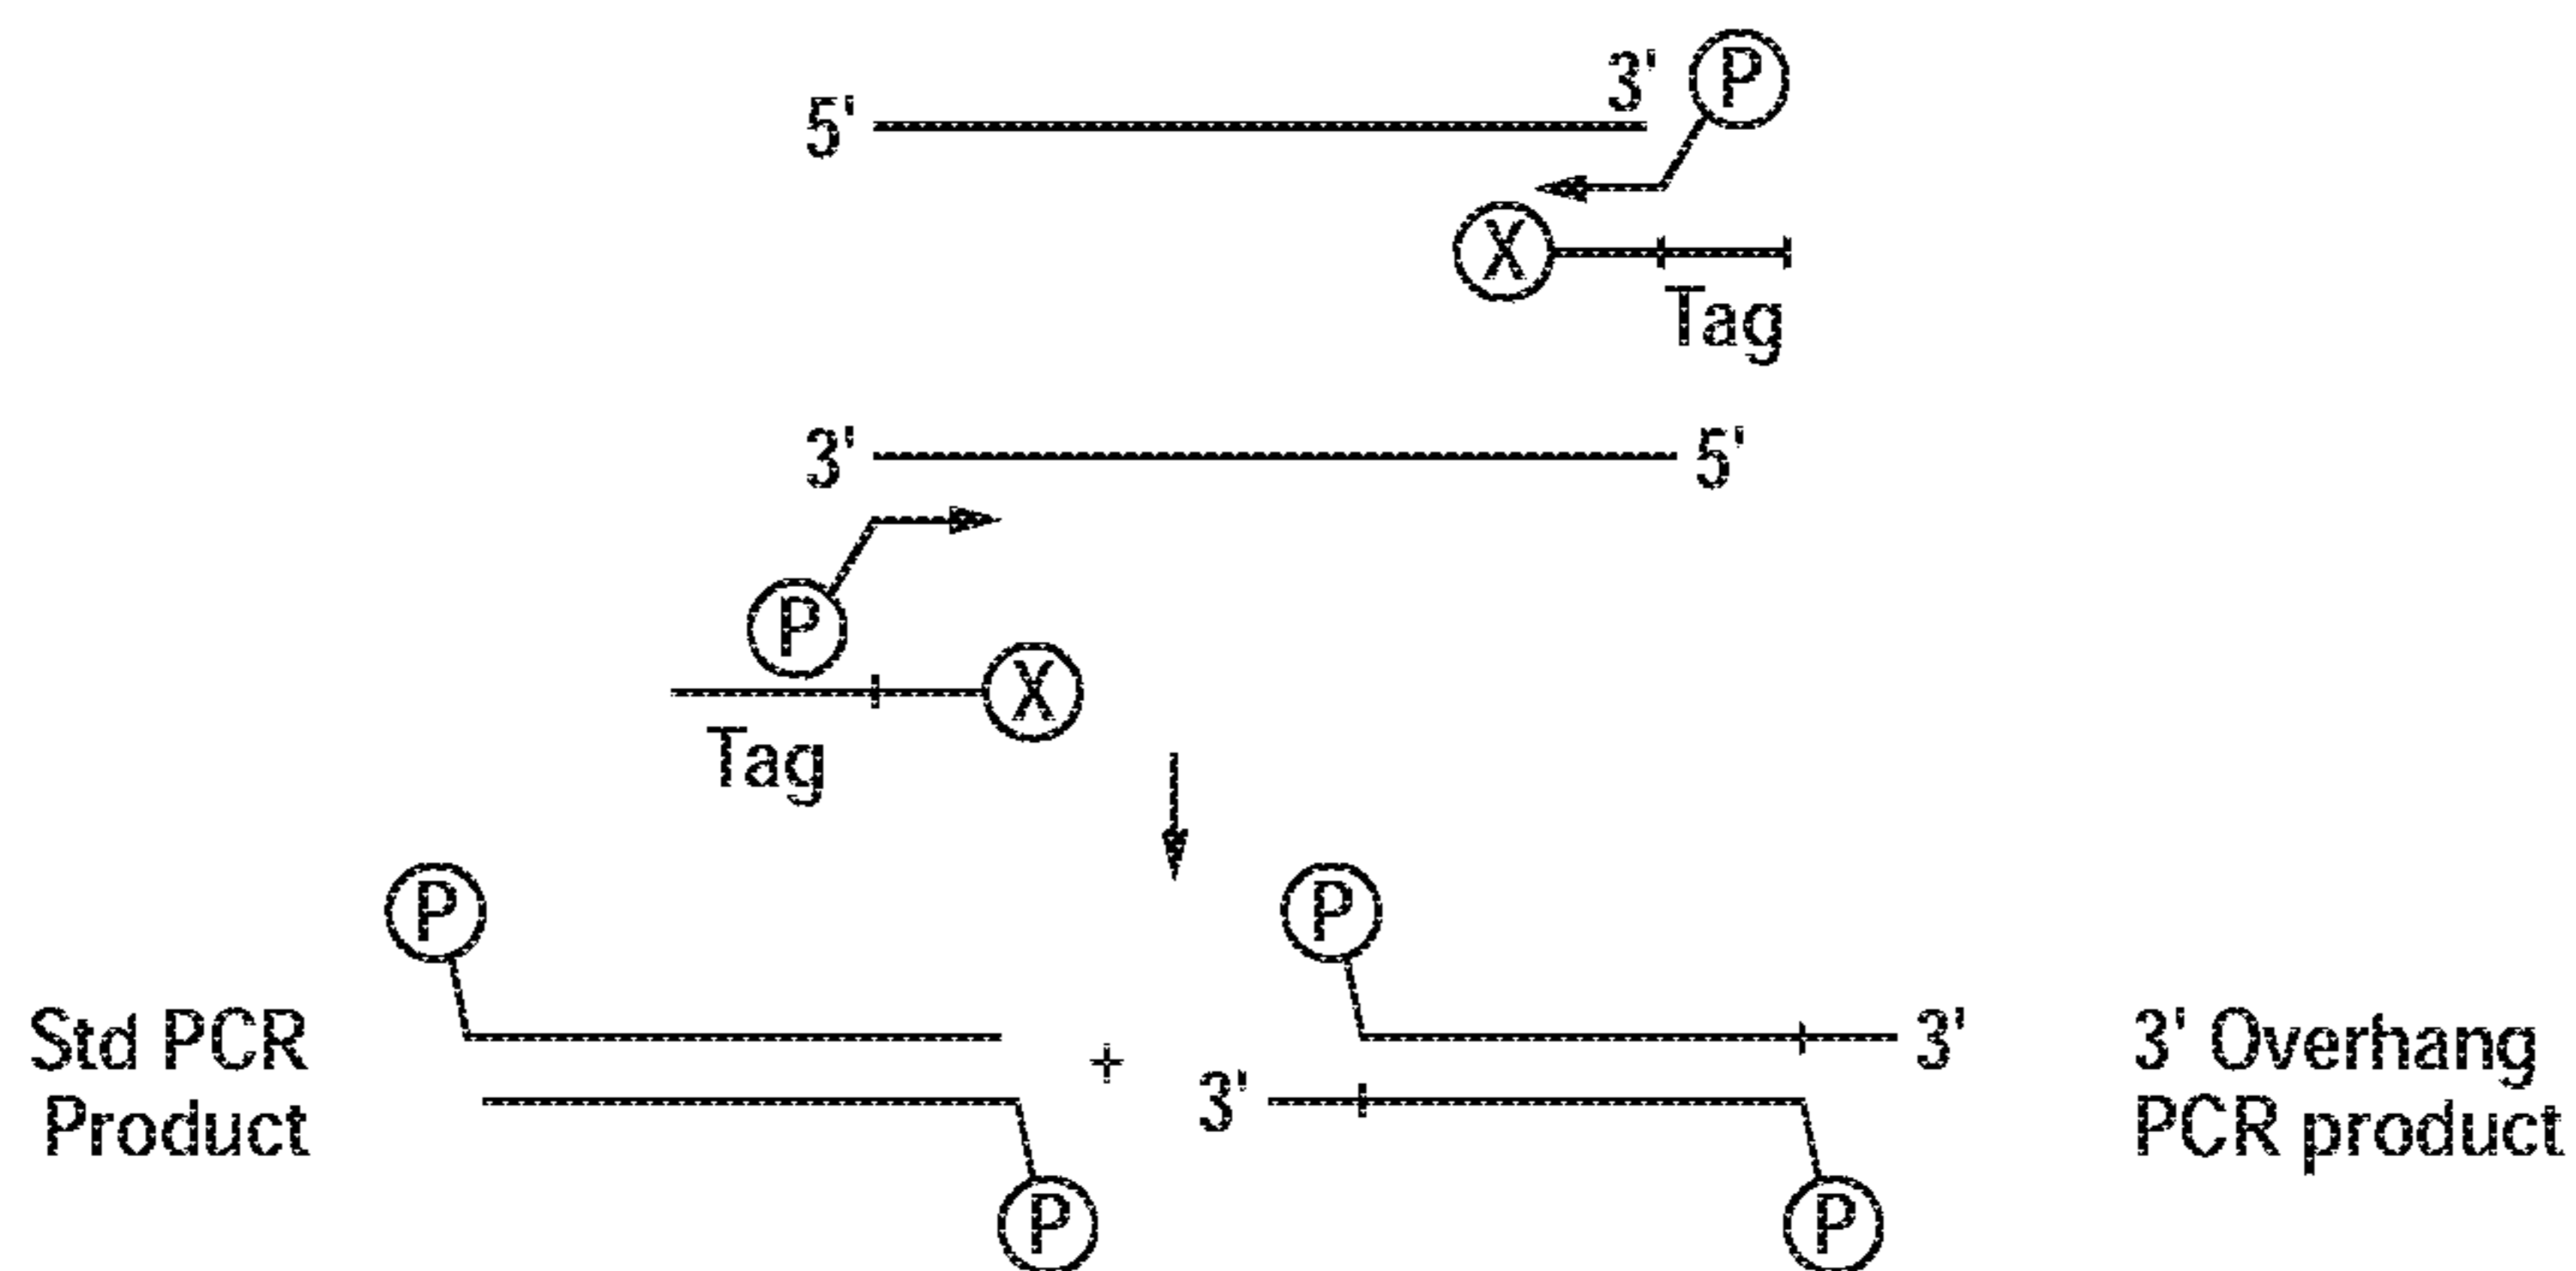 5' 3' P
X
Tag
3' 5'
P
X
Tag
P P
Std PCR + 3' 3' Overhang
Product 3' PCR product
P P